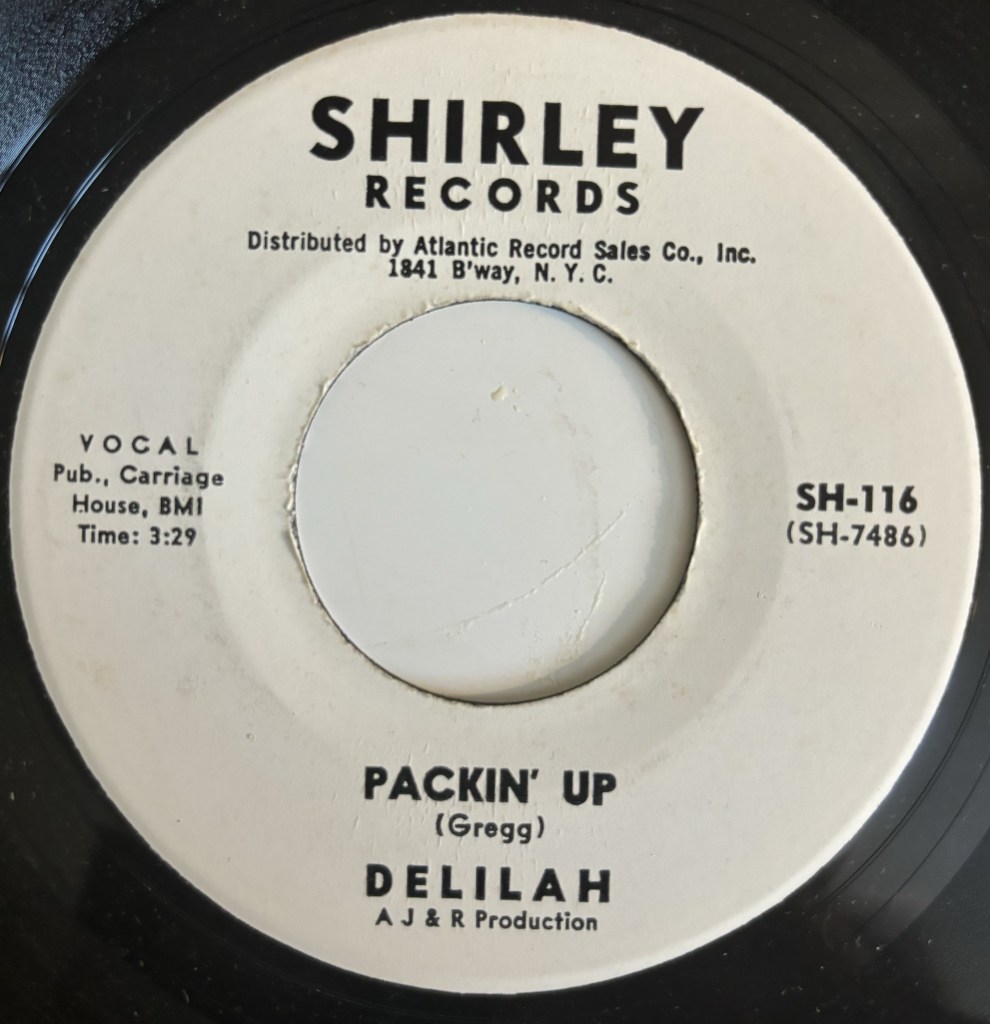 SHIRLEY
RECORDS
Distributed by Atlantic Record Sales Co., Inc.
1841 B'way, N. Y. C.
VOCAL
Pub., Carriage
House, BMI
Time: 3:29
SH-116
(SH-7486)
PACKIN' UP
(Gregg)
DELILAH
A J & R Production